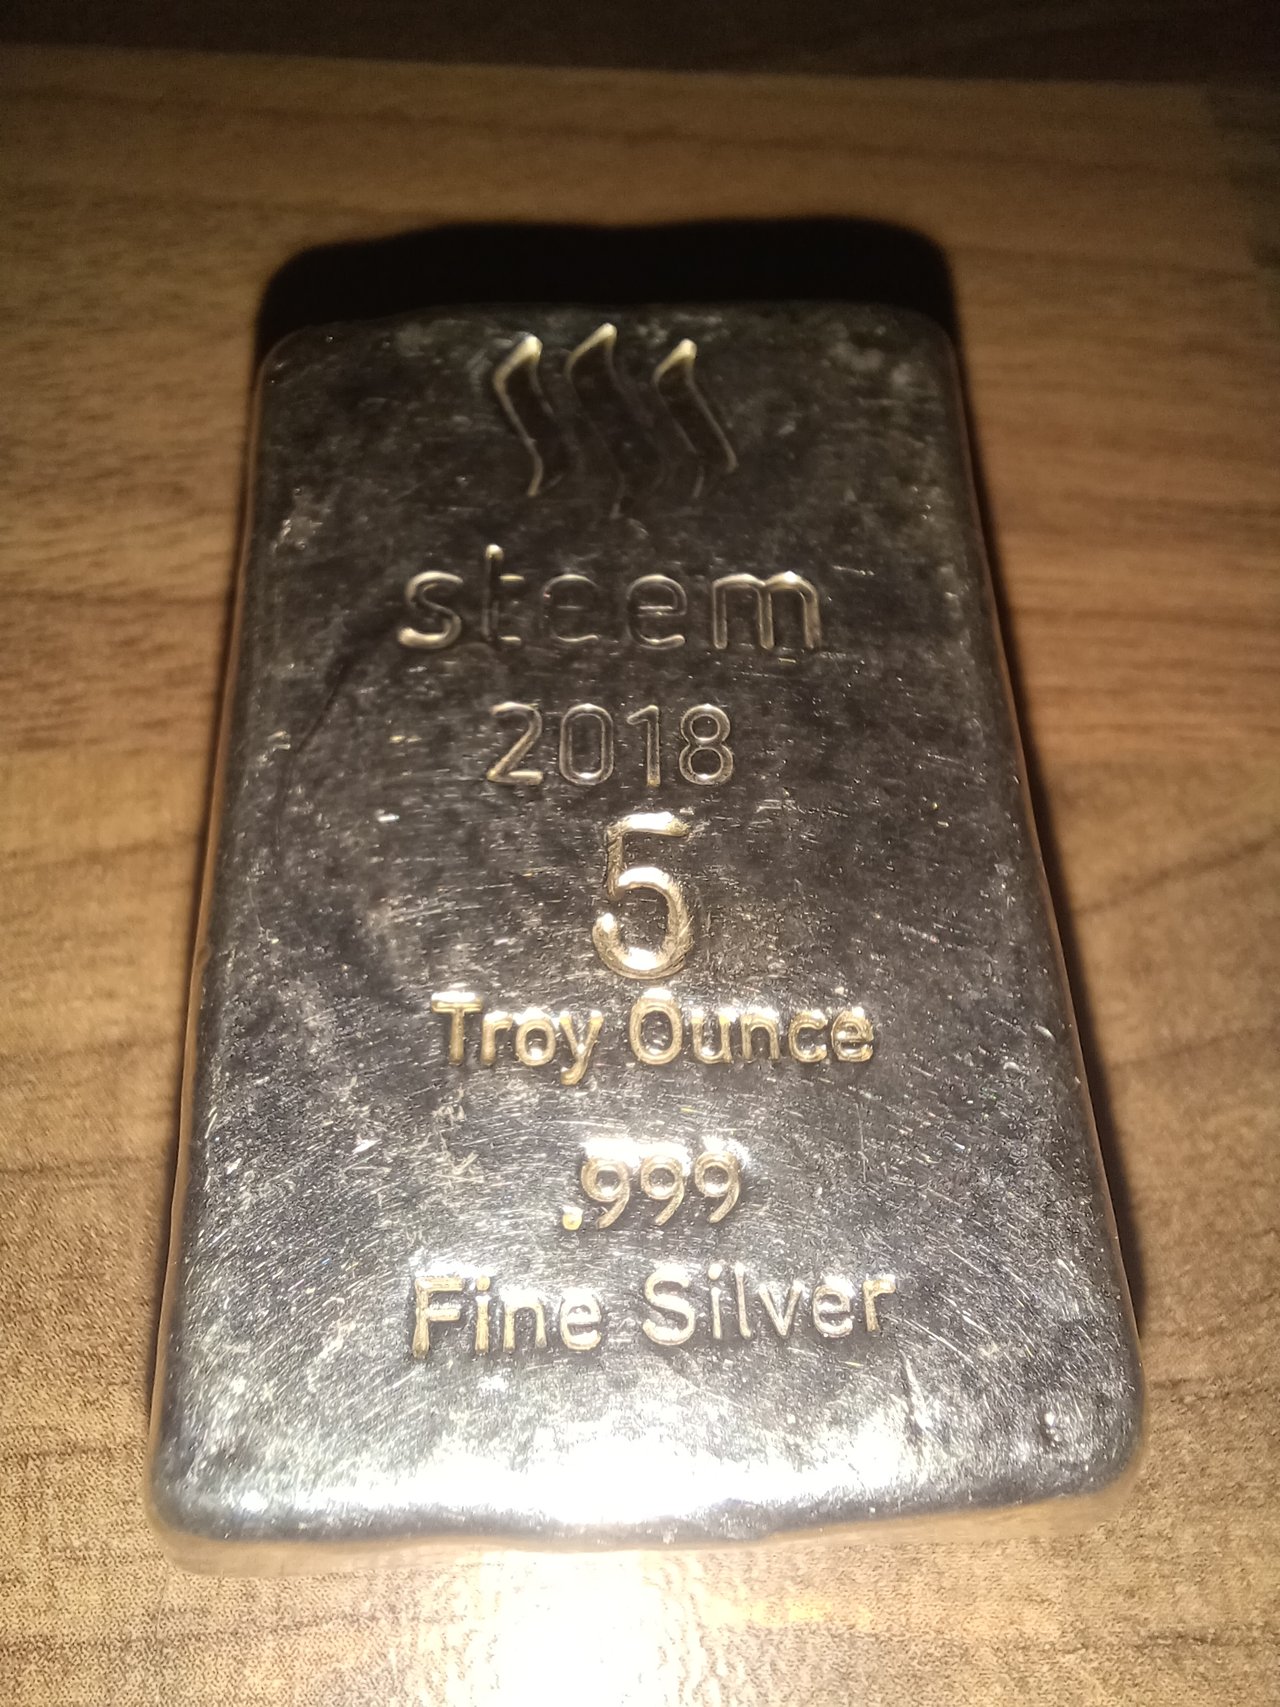 steem
2018
5
Troy Ounce
.999
Fine Silver